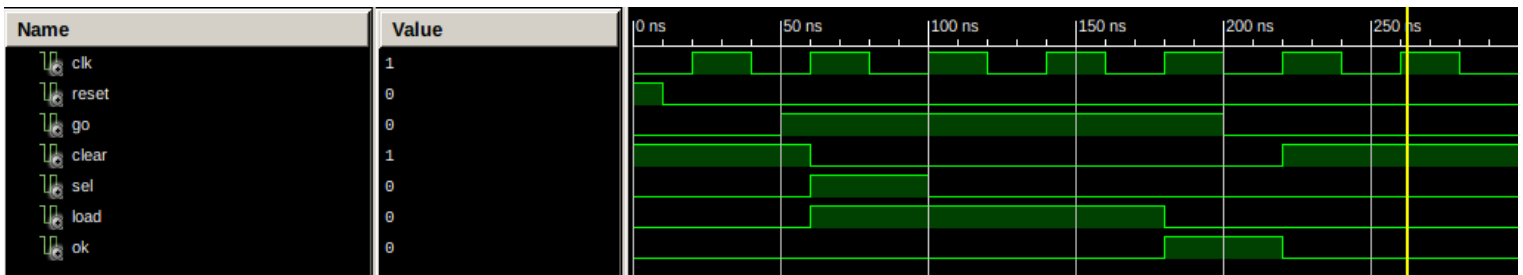 Name Value 0 ns 50 ns 100 ns 150 ns 200 ns 250 ns
clk 1
reset 0
go 0
clear 1
sel 0
load 0
ok 0